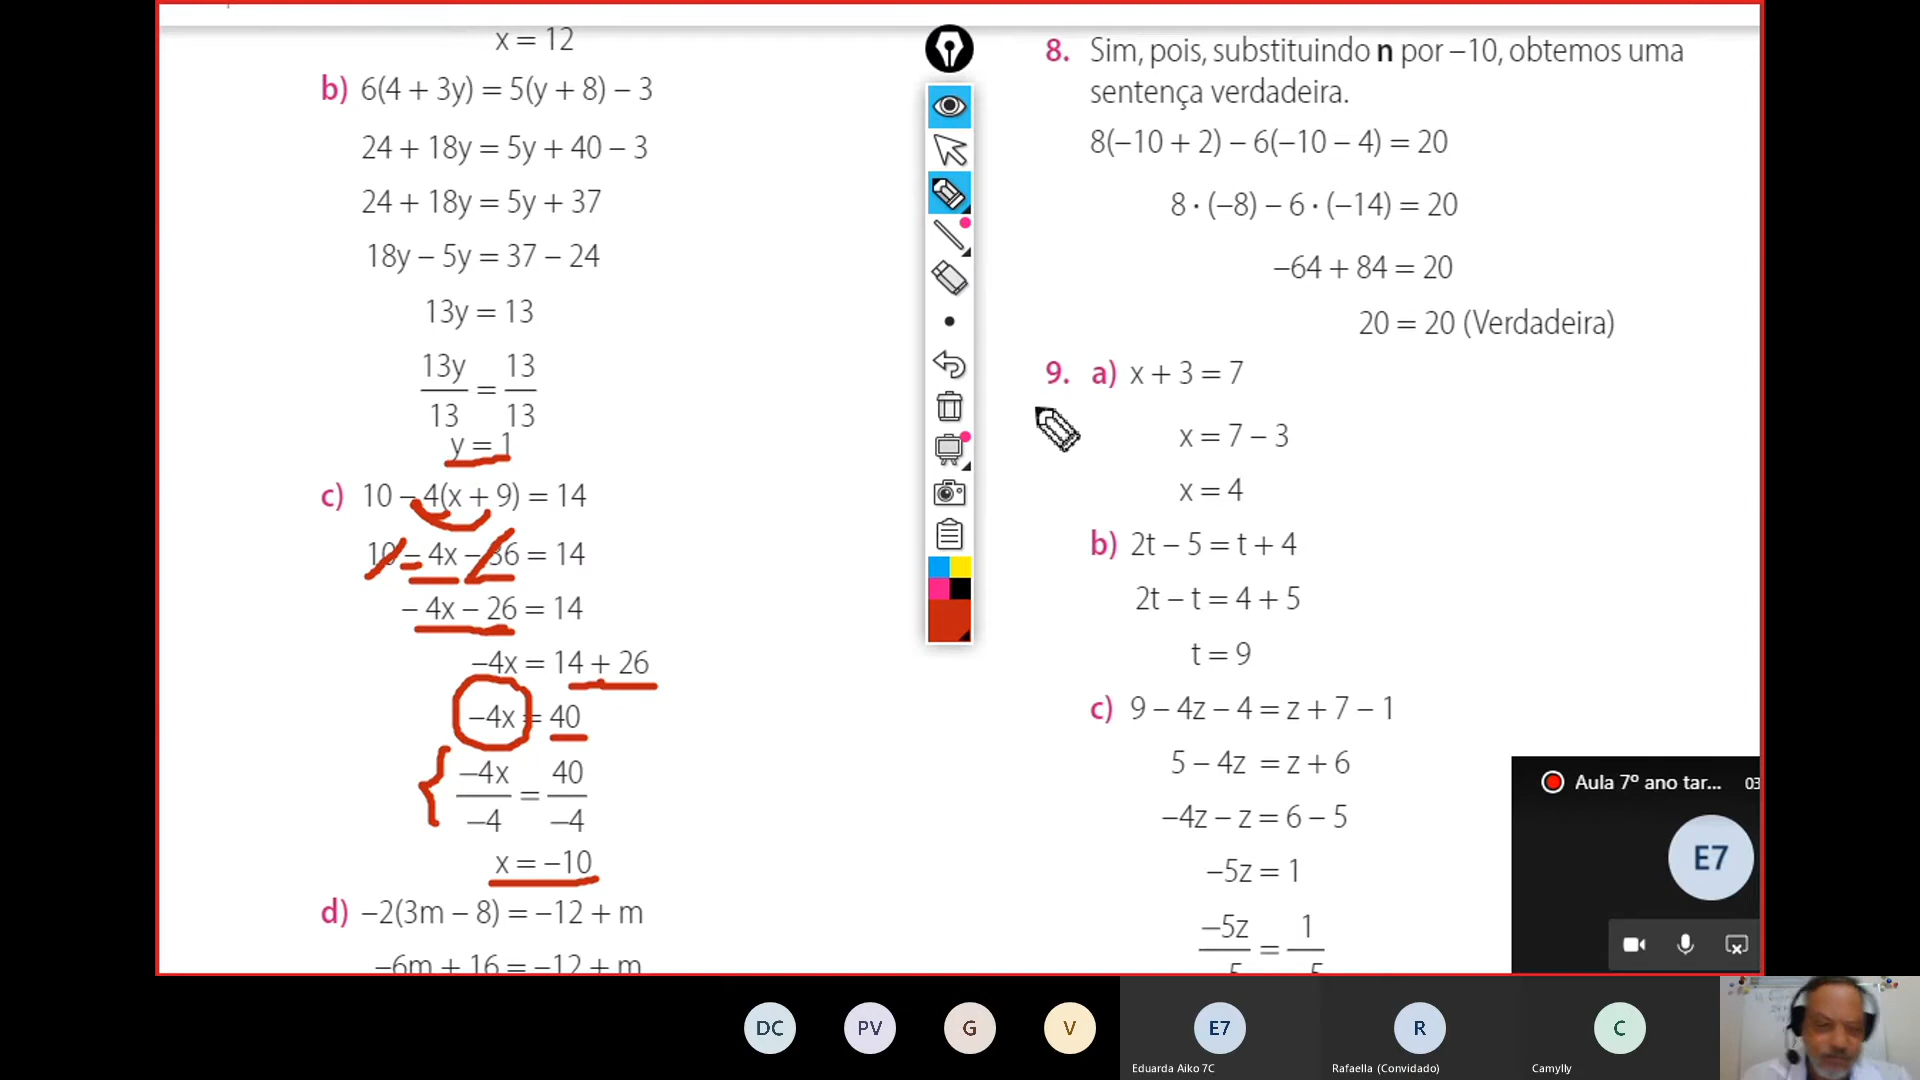 x = 12
b) 6(4 + 3y) = 5(y + 8) – 3
24 + 18y = 5y + 40 – 3
24 + 18y = 5y + 37
18y – 5y = 37 – 24
13y = 13
13y/13 = 13/13
y = 1
c) 10 – 4(x + 9) = 14
10 – 4x – 36 = 14
– 4x – 26 = 14
–4x = 14 + 26
–4x = 40
–4x/–4 = 40/–4
x = –10
d) –2(3m – 8) = –12 + m
–6m + 16 = –12 + m
8. Sim, pois, substituindo n por –10, obtemos uma
sentença verdadeira.
8(–10 + 2) – 6(–10 – 4) = 20
8 · (–8) – 6 · (–14) = 20
–64 + 84 = 20
20 = 20 (Verdadeira)
9. a) x + 3 = 7
x = 7 – 3
x = 4
b) 2t – 5 = t + 4
2t – t = 4 + 5
t = 9
c) 9 – 4z – 4 = z + 7 – 1
5 – 4z = z + 6
–4z – z = 6 – 5
–5z = 1
–5z/5 = 1/5
Aula 7º ano tar... 03
E7
DC PV G V E7 R C
Eduarda Aiko 7C Rafaella (Convidado) Camylly